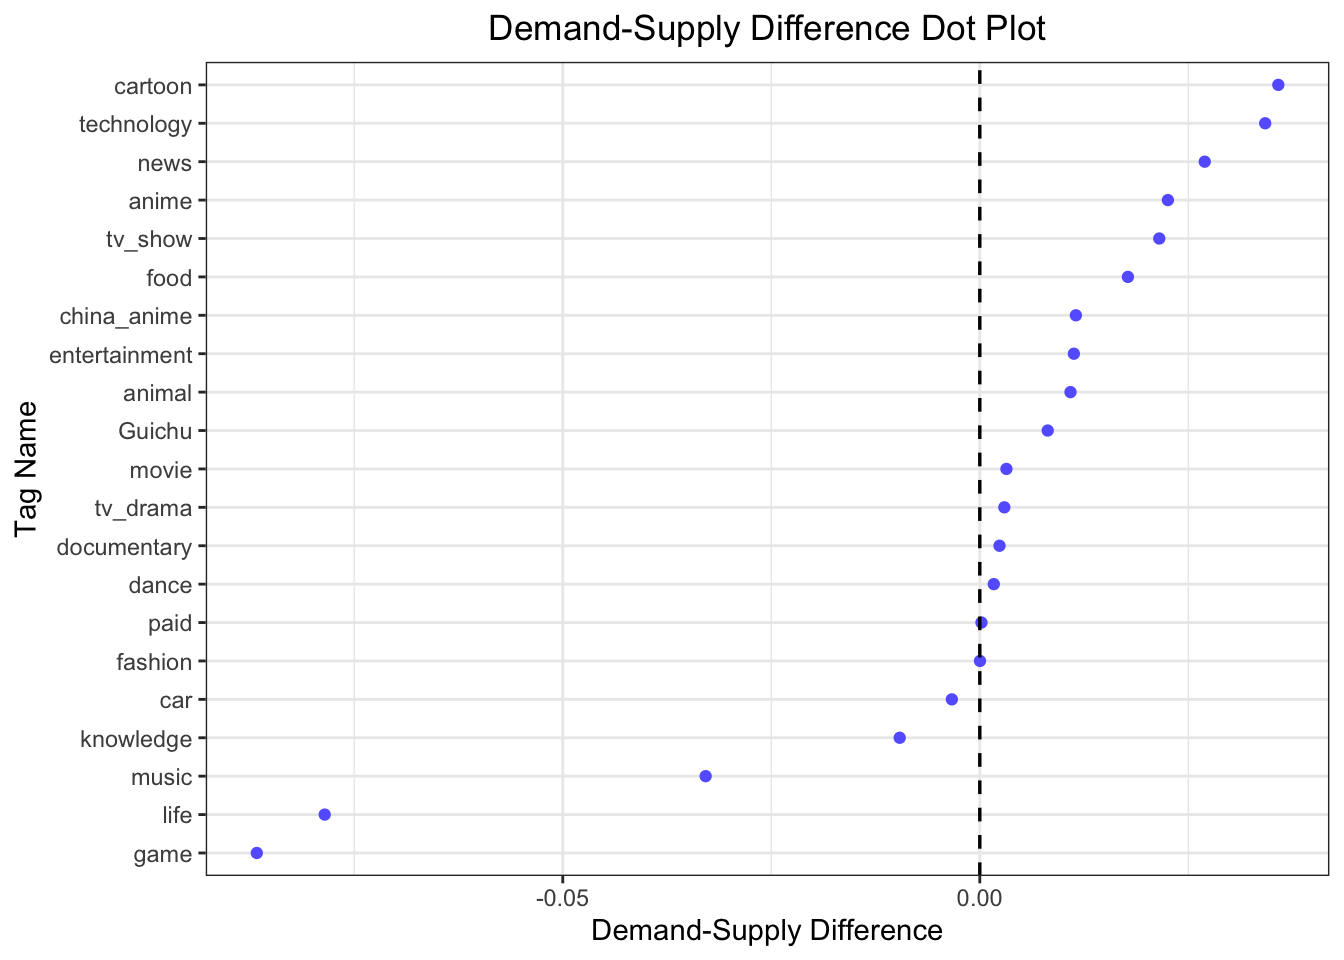 Demand-Supply Difference Dot Plot
cartoon
technology
news
anime
tv_show
food
china_anime
entertainment
animal
Guichu
movie
tv_drama
documentary
dance
paid
fashion
car
knowledge
music
life
game
Tag Name
-0.05 0.00
Demand-Supply Difference